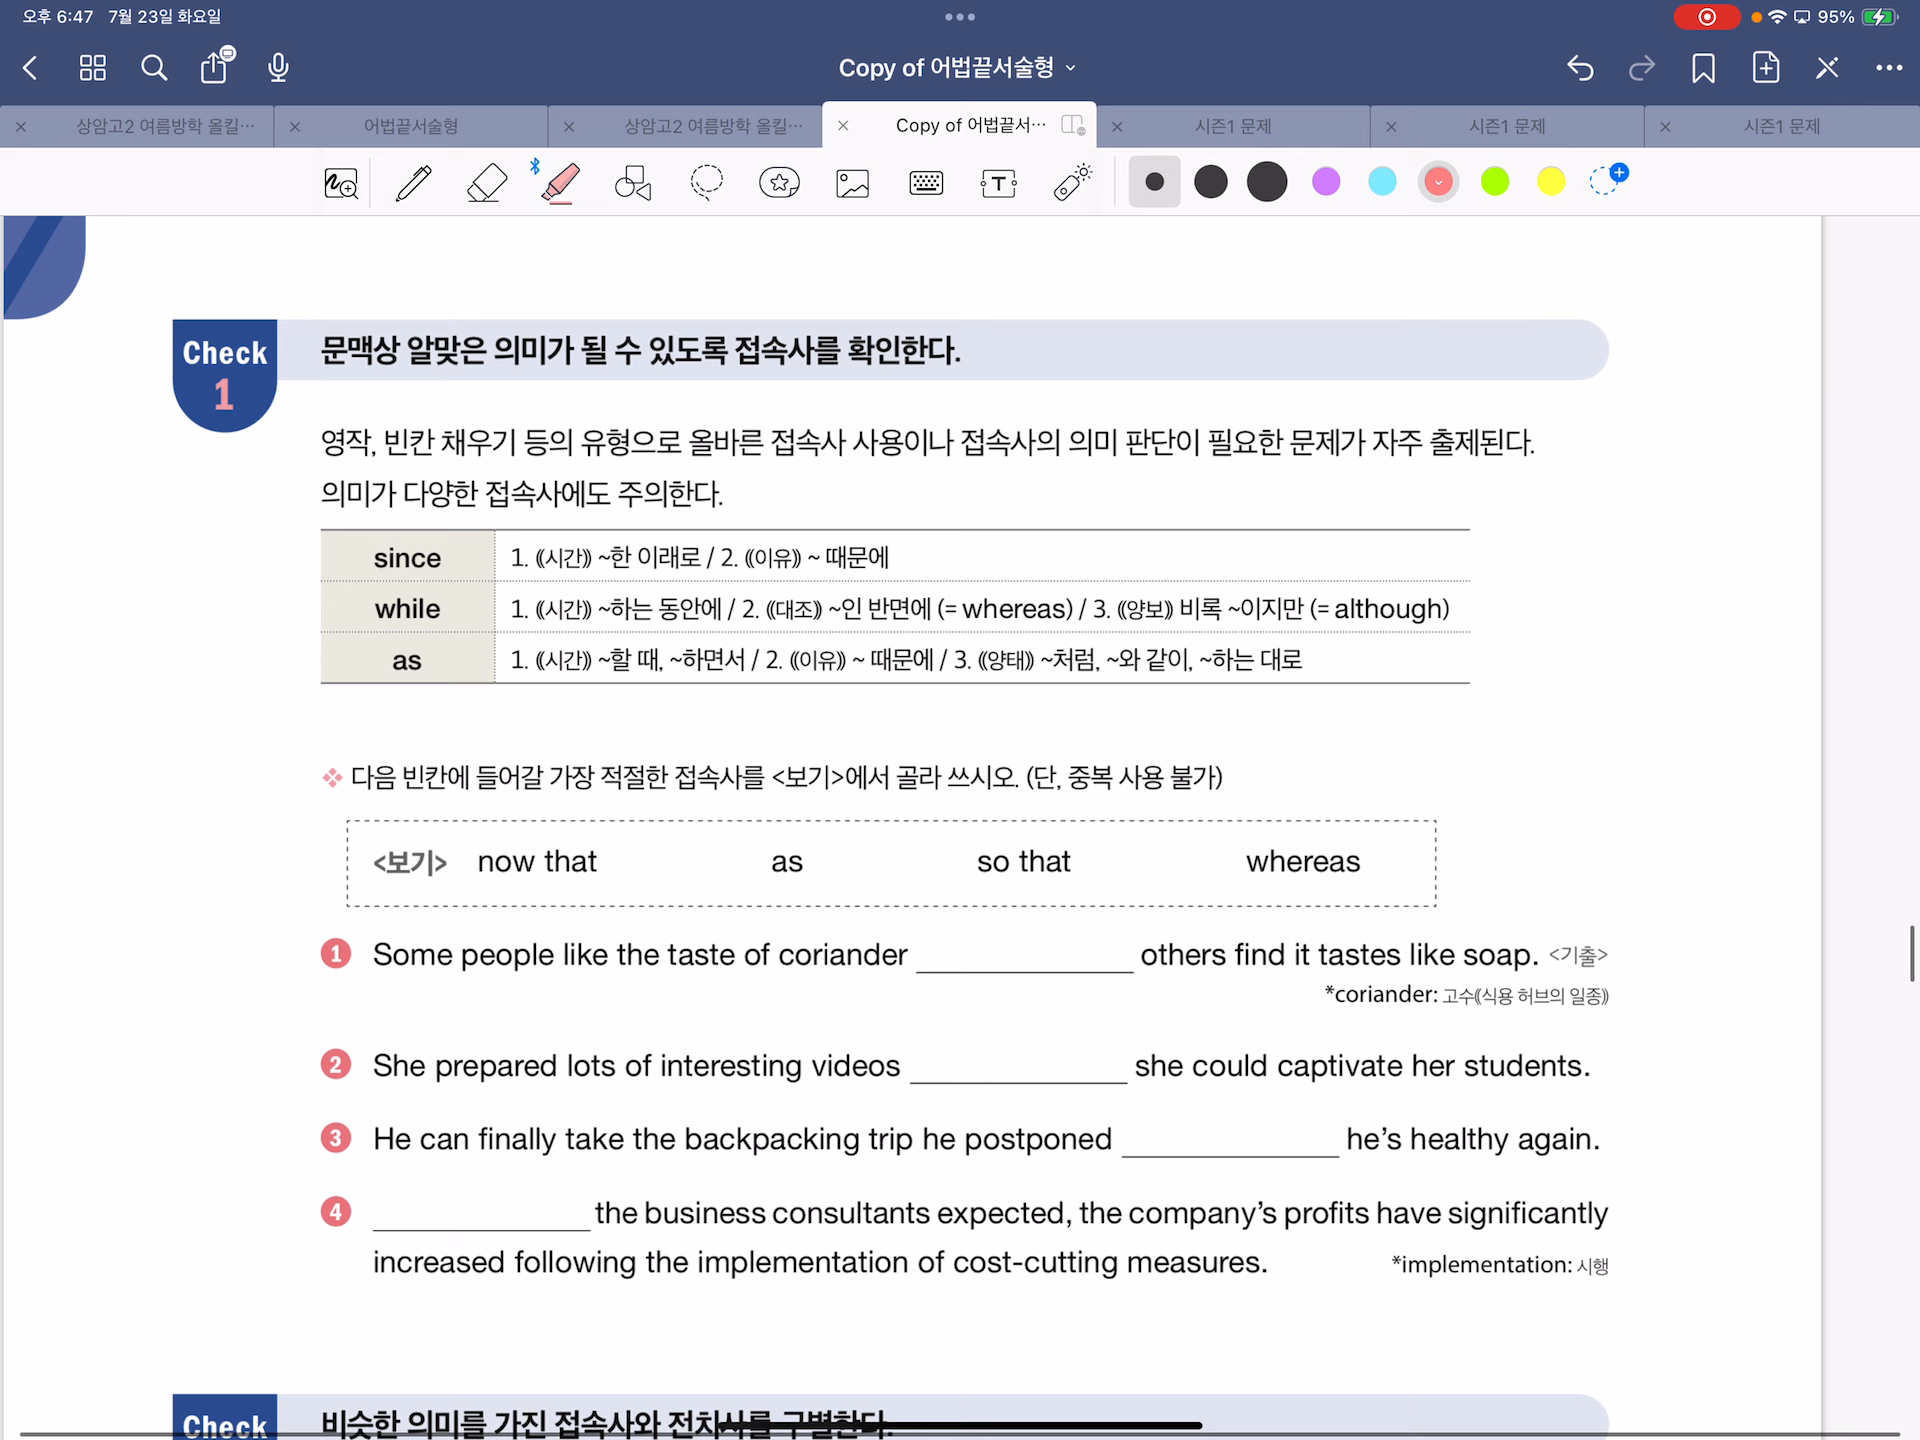 오후 6:47 7월 23일 화요일
95%
Copy of 어법끝서술형
상암고2 여름방학 올킬…
어법끝서술형
상암고2 여름방학 올킬…
Copy of 어법끝서…
시즌1 문제
시즌1 문제
시즌1 문제
Check
1
문맥상 알맞은 의미가 될 수 있도록 접속사를 확인한다.
영작, 빈칸 채우기 등의 유형으로 올바른 접속사 사용이나 접속사의 의미 판단이 필요한 문제가 자주 출제된다.
의미가 다양한 접속사에도 주의한다.
since 1. ((시간)) ~한 이래로 / 2. ((이유)) ~ 때문에
while 1. ((시간)) ~하는 동안에 / 2. ((대조)) ~인 반면에 (= whereas) / 3. ((양보)) 비록 ~이지만 (= although)
as 1. ((시간)) ~할 때, ~하면서 / 2. ((이유)) ~ 때문에 / 3. ((양태)) ~처럼, ~와 같이, ~하는 대로
❖ 다음 빈칸에 들어갈 가장 적절한 접속사를 <보기>에서 골라 쓰시오. (단, 중복 사용 불가)
<보기> now that as so that whereas
1 Some people like the taste of coriander ____________ others find it tastes like soap. <기출>
*coriander: 고수((식용 허브의 일종))
2 She prepared lots of interesting videos ____________ she could captivate her students.
3 He can finally take the backpacking trip he postponed ____________ he's healthy again.
4 ____________ the business consultants expected, the company's profits have significantly
increased following the implementation of cost-cutting measures. *implementation: 시행
Check
비슷한 의미를 가진 접속사와 전치사를 구별한다.